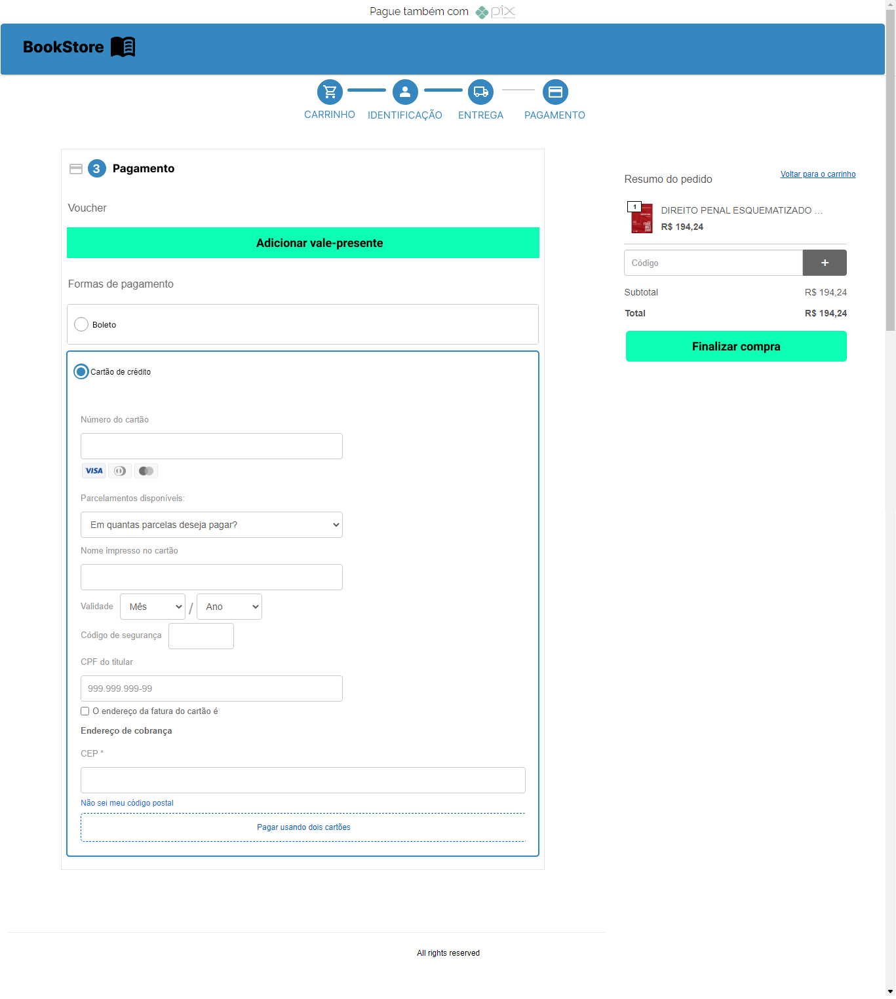 Pague também com pix
BookStore
CARRINHO IDENTIFICAÇÃO ENTREGA PAGAMENTO
3 Pagamento
Voucher
Adicionar vale-presente
Formas de pagamento
Boleto
Cartão de crédito
Número do cartão
VISA
Parcelamentos disponíveis:
Em quantas parcelas deseja pagar?
Nome impresso no cartão
Validade Mês / Ano
Código de segurança
CPF do titular
999.999.999-99
O endereço da fatura do cartão é
Endereço de cobrança
CEP *
Não sei meu código postal
Pagar usando dois cartões
Resumo do pedido
Voltar para o carrinho
1
DIREITO PENAL ESQUEMATIZADO ...
R$ 194,24
Código +
Subtotal R$ 194,24
Total R$ 194,24
Finalizar compra
All rights reserved